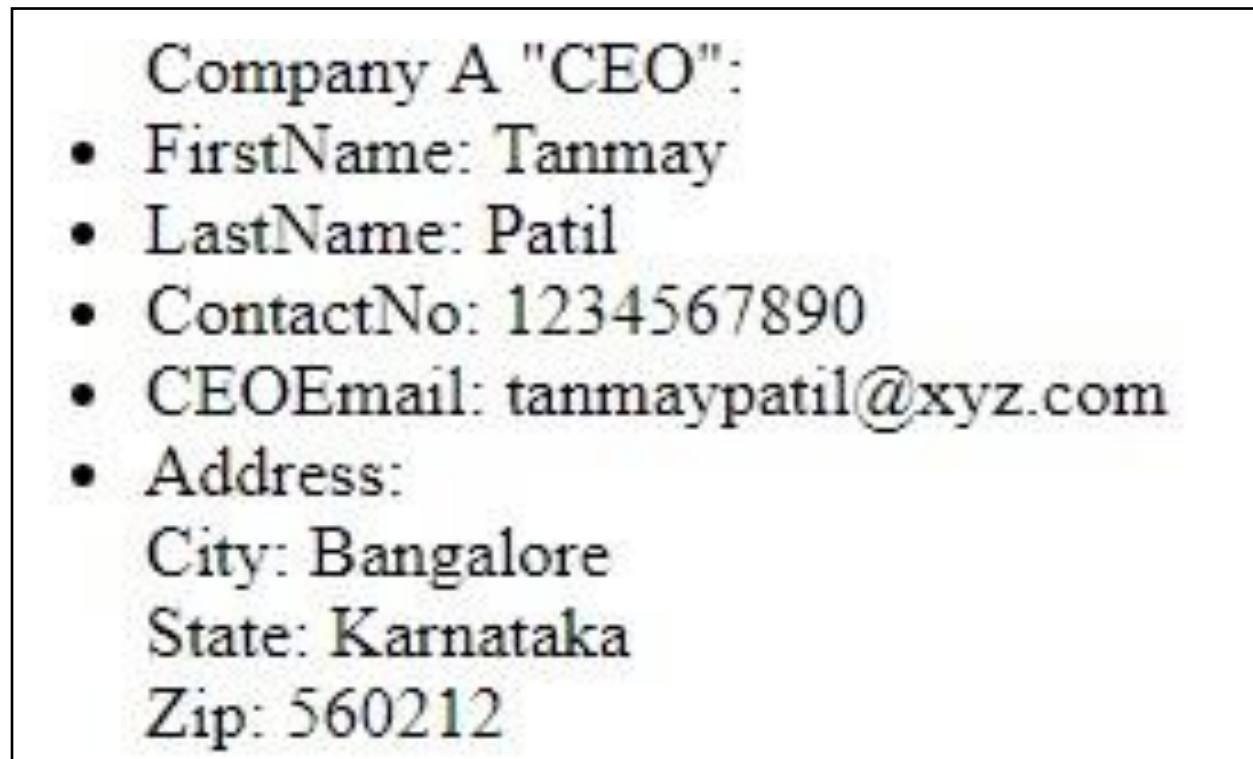 Company A "CEO":
• FirstName: Tanmay
• LastName: Patil
• ContactNo: 1234567890
• CEOEmail: tanmaypatil@xyz.com
• Address:
City: Bangalore
State: Karnataka
Zip: 560212